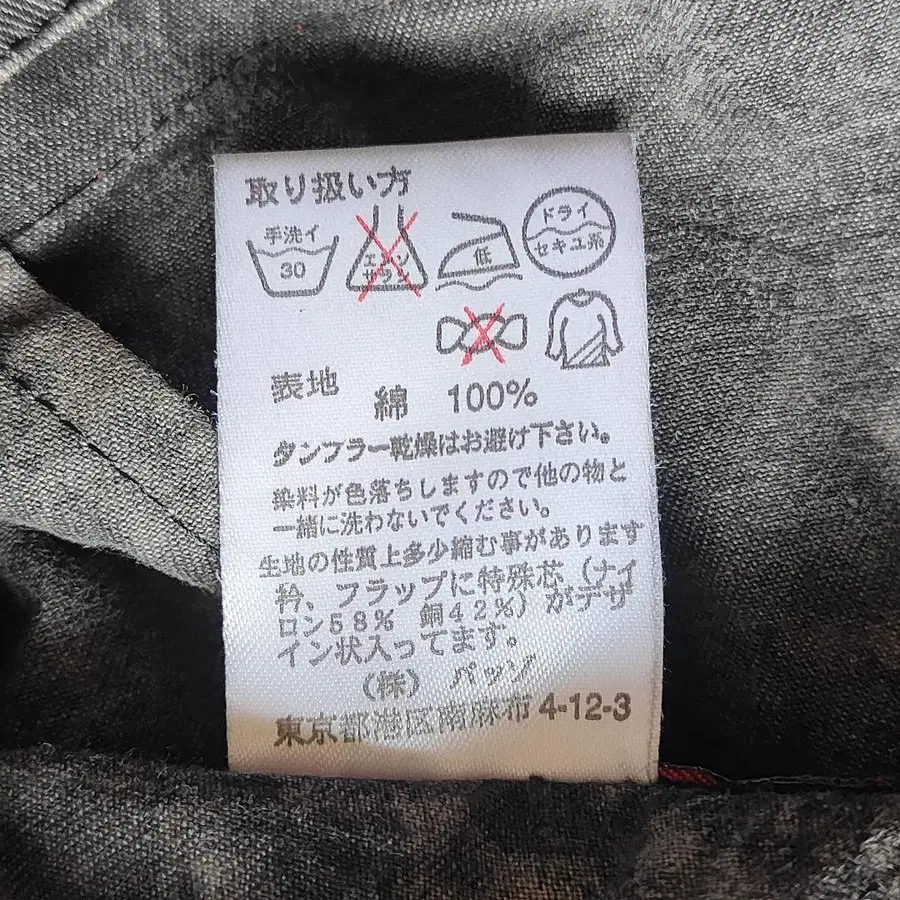 取り扱い方
手洗イ
30
エンソ
サラシ
低
ドライ
セキユ系
表地 綿 100%
タンブラー乾燥はお避け下さい。
染料が色落ちしますので他の物と
一緒に洗わないでください。
生地の性質上多少縮む事があります
衿、フラップに特殊芯(ナイ
ロン58% 銅42%)がデザ
イン状入ってます。
(株) パッゾ
東京都港区南麻布4-12-3